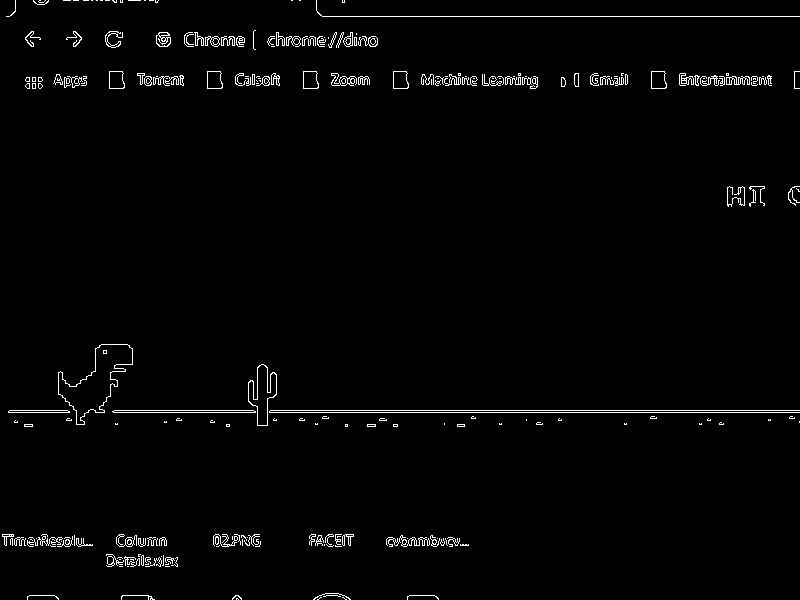 Chrome | chrome://dino
Apps Torrent Calsoft Zoom Machine Learning Gmail Entertainment
HI
TimerResolu... Column 02.PNG FACEIT cvbnmbvcv...
Details.xlsx